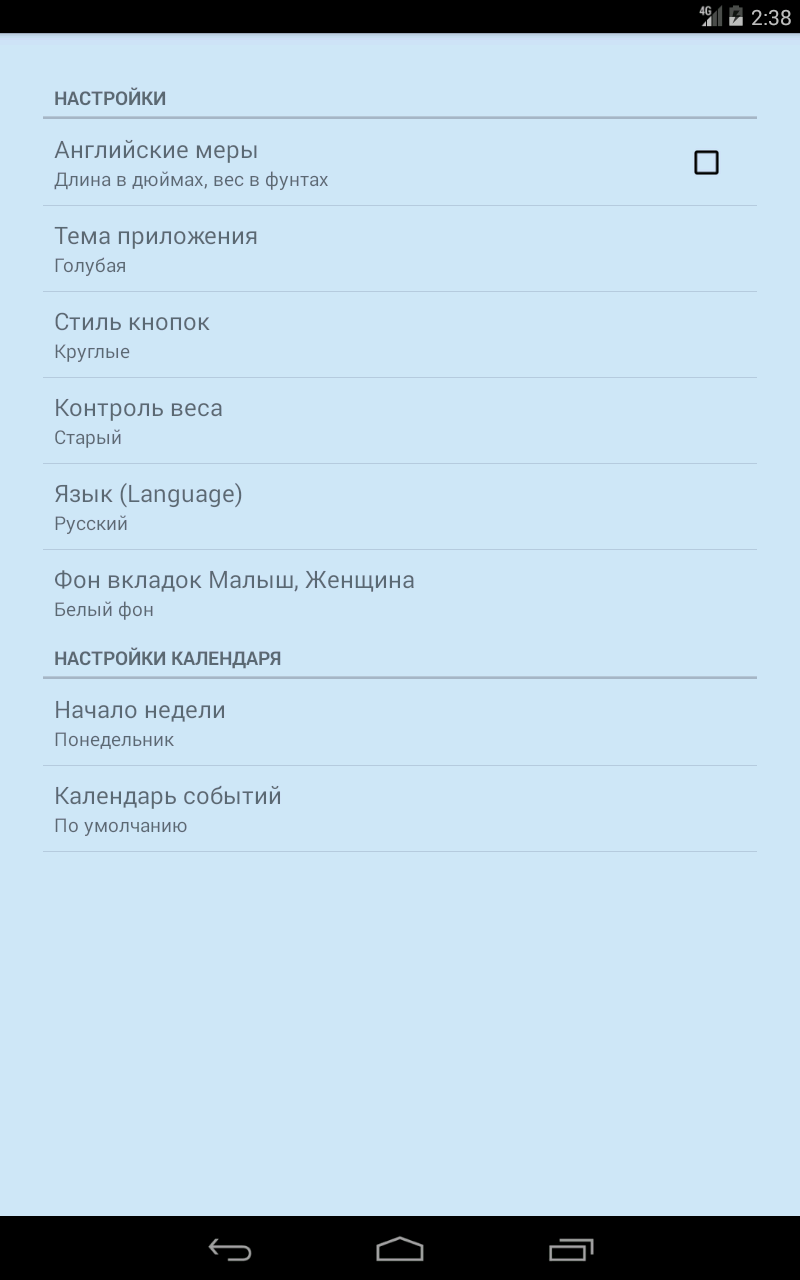 4G 2:38
НАСТРОЙКИ
Английские меры
Длина в дюймах, вес в фунтах
Тема приложения
Голубая
Стиль кнопок
Круглые
Контроль веса
Старый
Язык (Language)
Русский
Фон вкладок Малыш, Женщина
Белый фон
НАСТРОЙКИ КАЛЕНДАРЯ
Начало недели
Понедельник
Календарь событий
По умолчанию